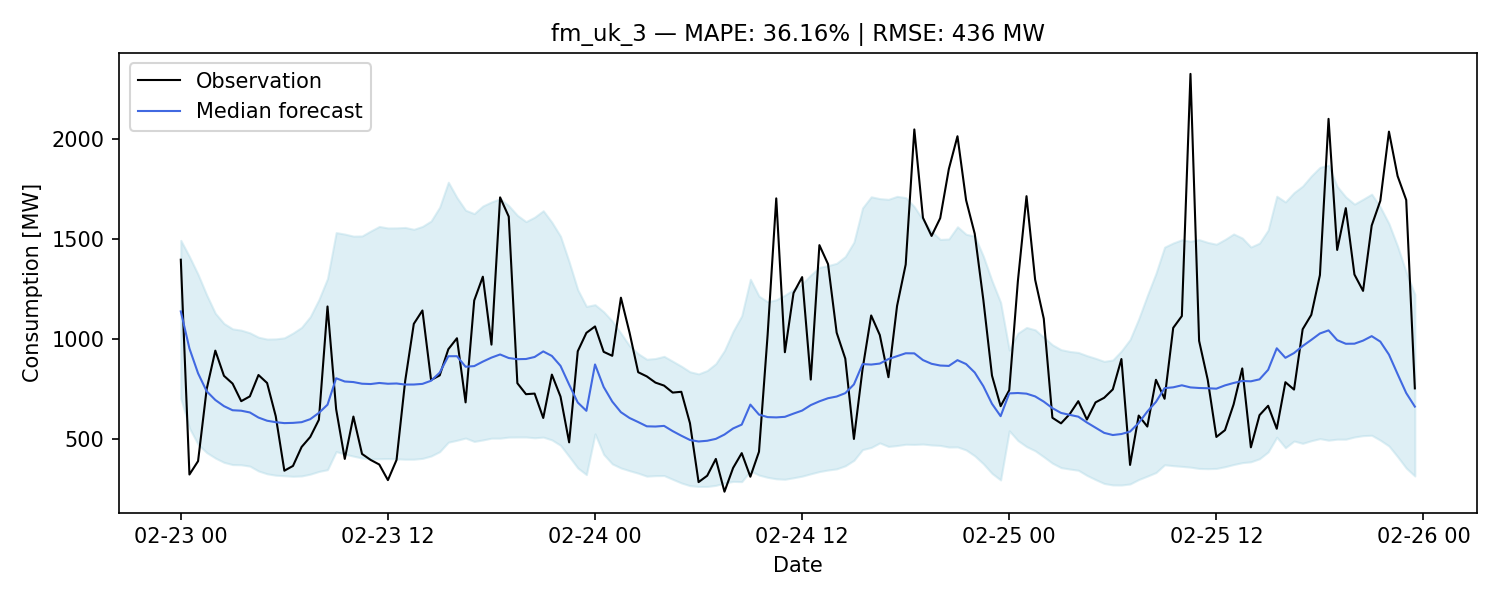 fm_uk_3 — MAPE: 36.16% | RMSE: 436 MW
Observation
Median forecast
Consumption [MW]
2000
1500
1000
500
02-23 00
02-23 12
02-24 00
02-24 12
02-25 00
02-25 12
02-26 00
Date